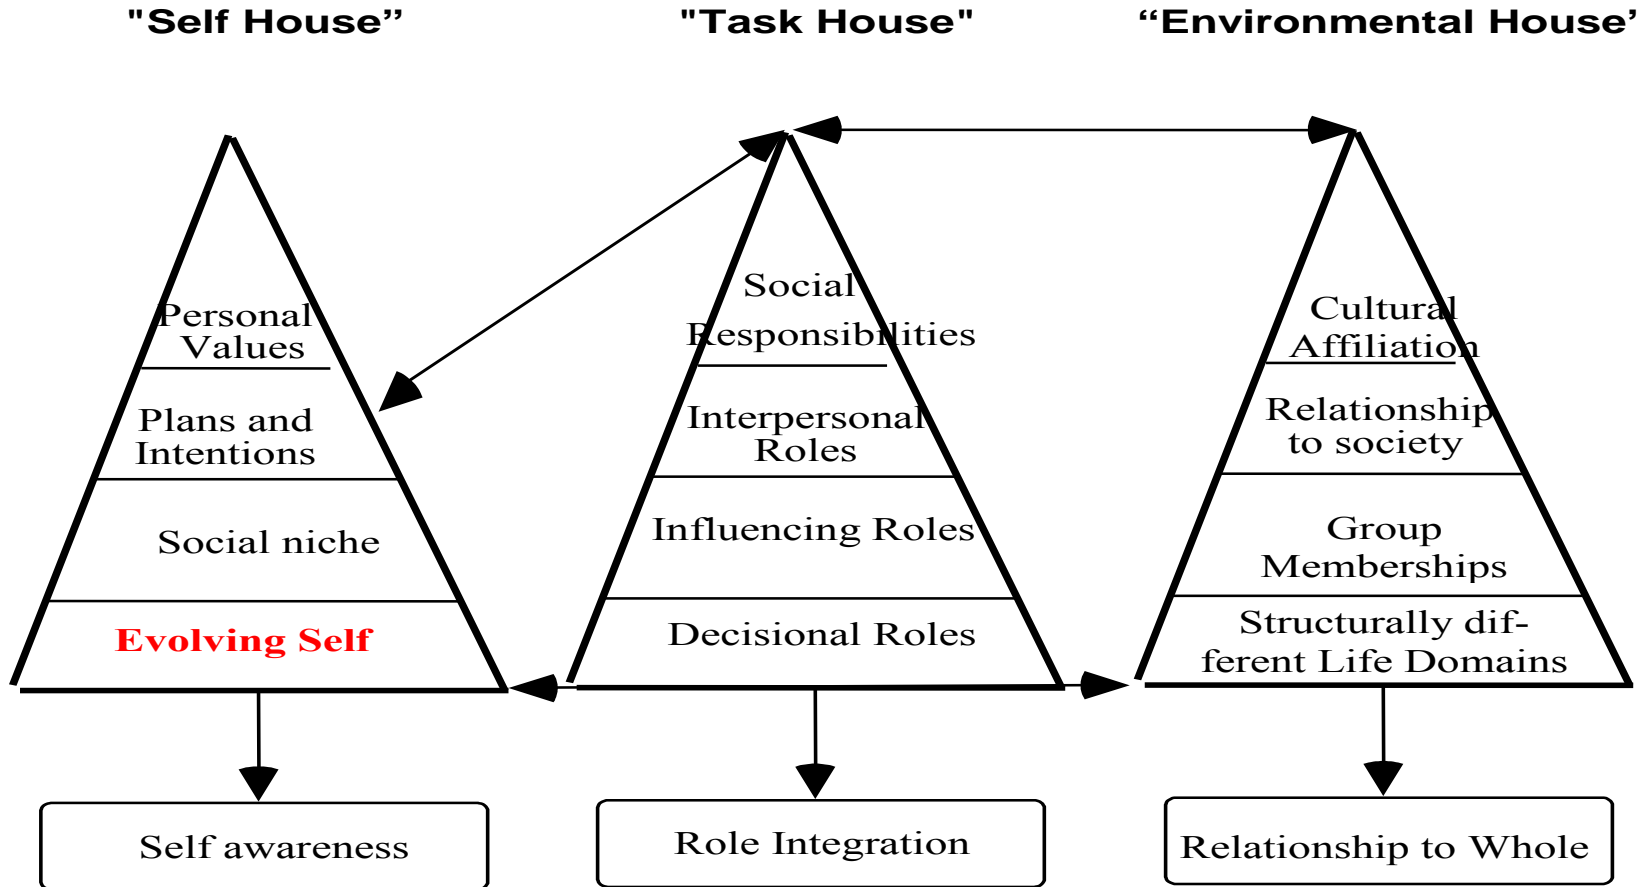 "Self House”
"Task House"
“Environmental House’
Personal
Values
Plans and
Intentions
Social niche
Evolving Self
Self awareness
Social
Responsibilities
Interpersonal
Roles
Influencing Roles
Decisional Roles
Role Integration
Cultural
Affiliation
Relationship
to society
Group
Memberships
Structurally dif-
ferent Life Domains
Relationship to Whole